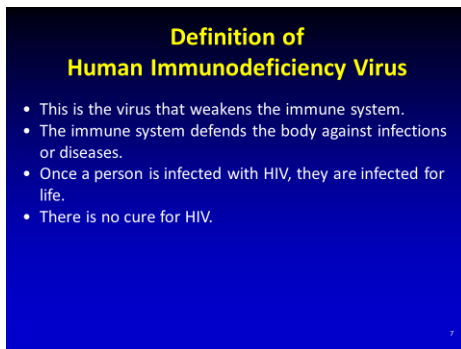 Definition of
Human Immunodeficiency Virus
• This is the virus that weakens the immune system.
• The immune system defends the body against infections
or diseases.
• Once a person is infected with HIV, they are infected for
life.
• There is no cure for HIV.
7